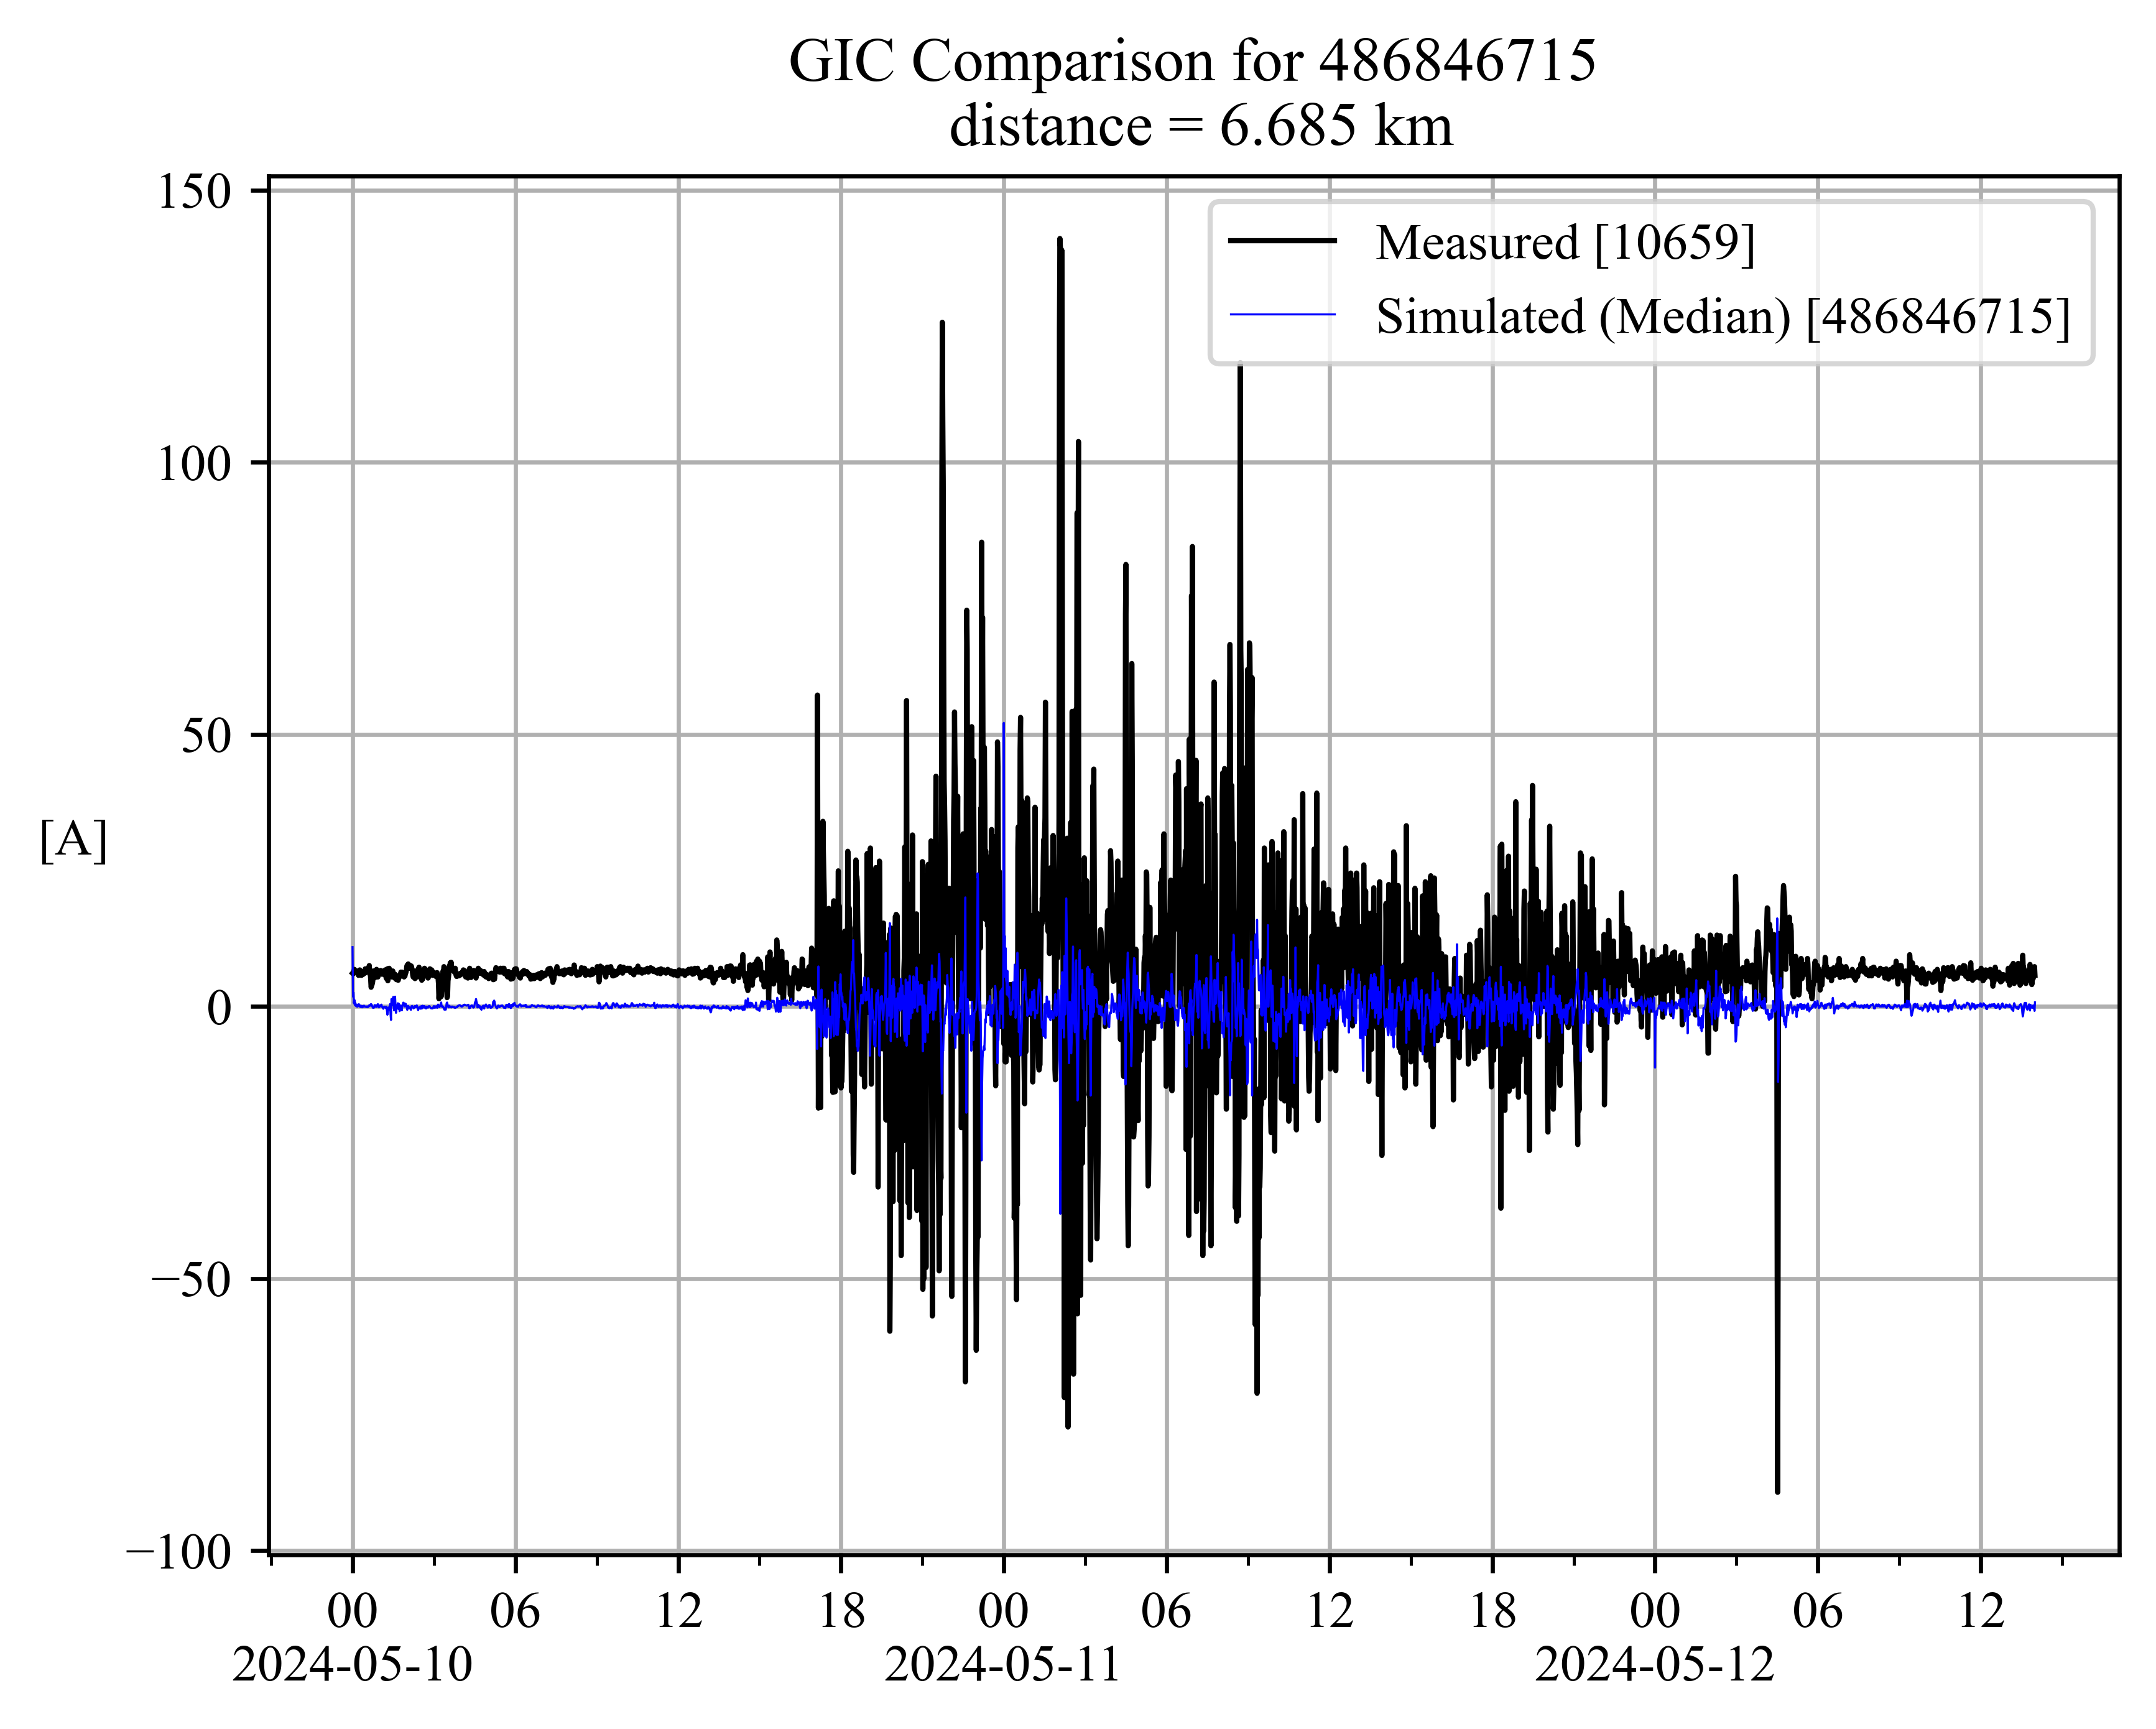 GIC Comparison for 486846715
distance = 6.685 km
Measured [10659]
Simulated (Median) [486846715]
150
100
50
0
−50
−100
[A]
00 06 12 18 00 06 12 18 00 06 12
2024-05-10 2024-05-11 2024-05-12